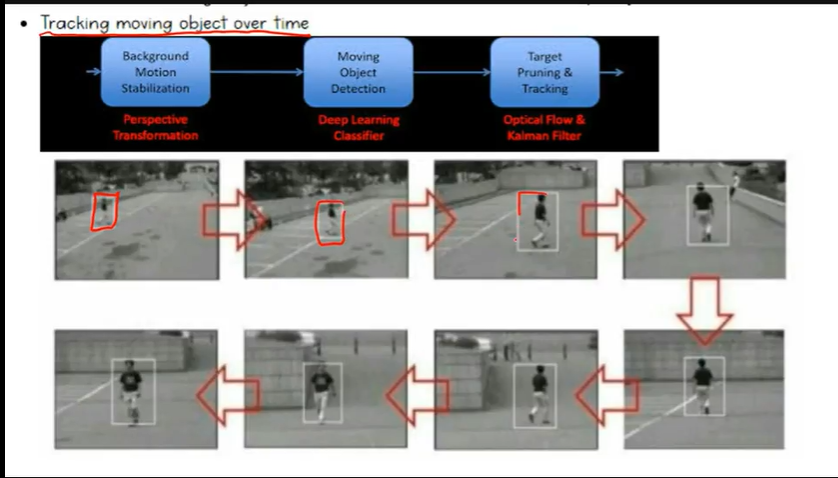 • Tracking moving object over time
Background
Motion
Stabilization
Moving
Object
Detection
Target
Pruning &
Tracking
Perspective
Transformation
Deep Learning
Classifier
Optical Flow &
Kalman Filter